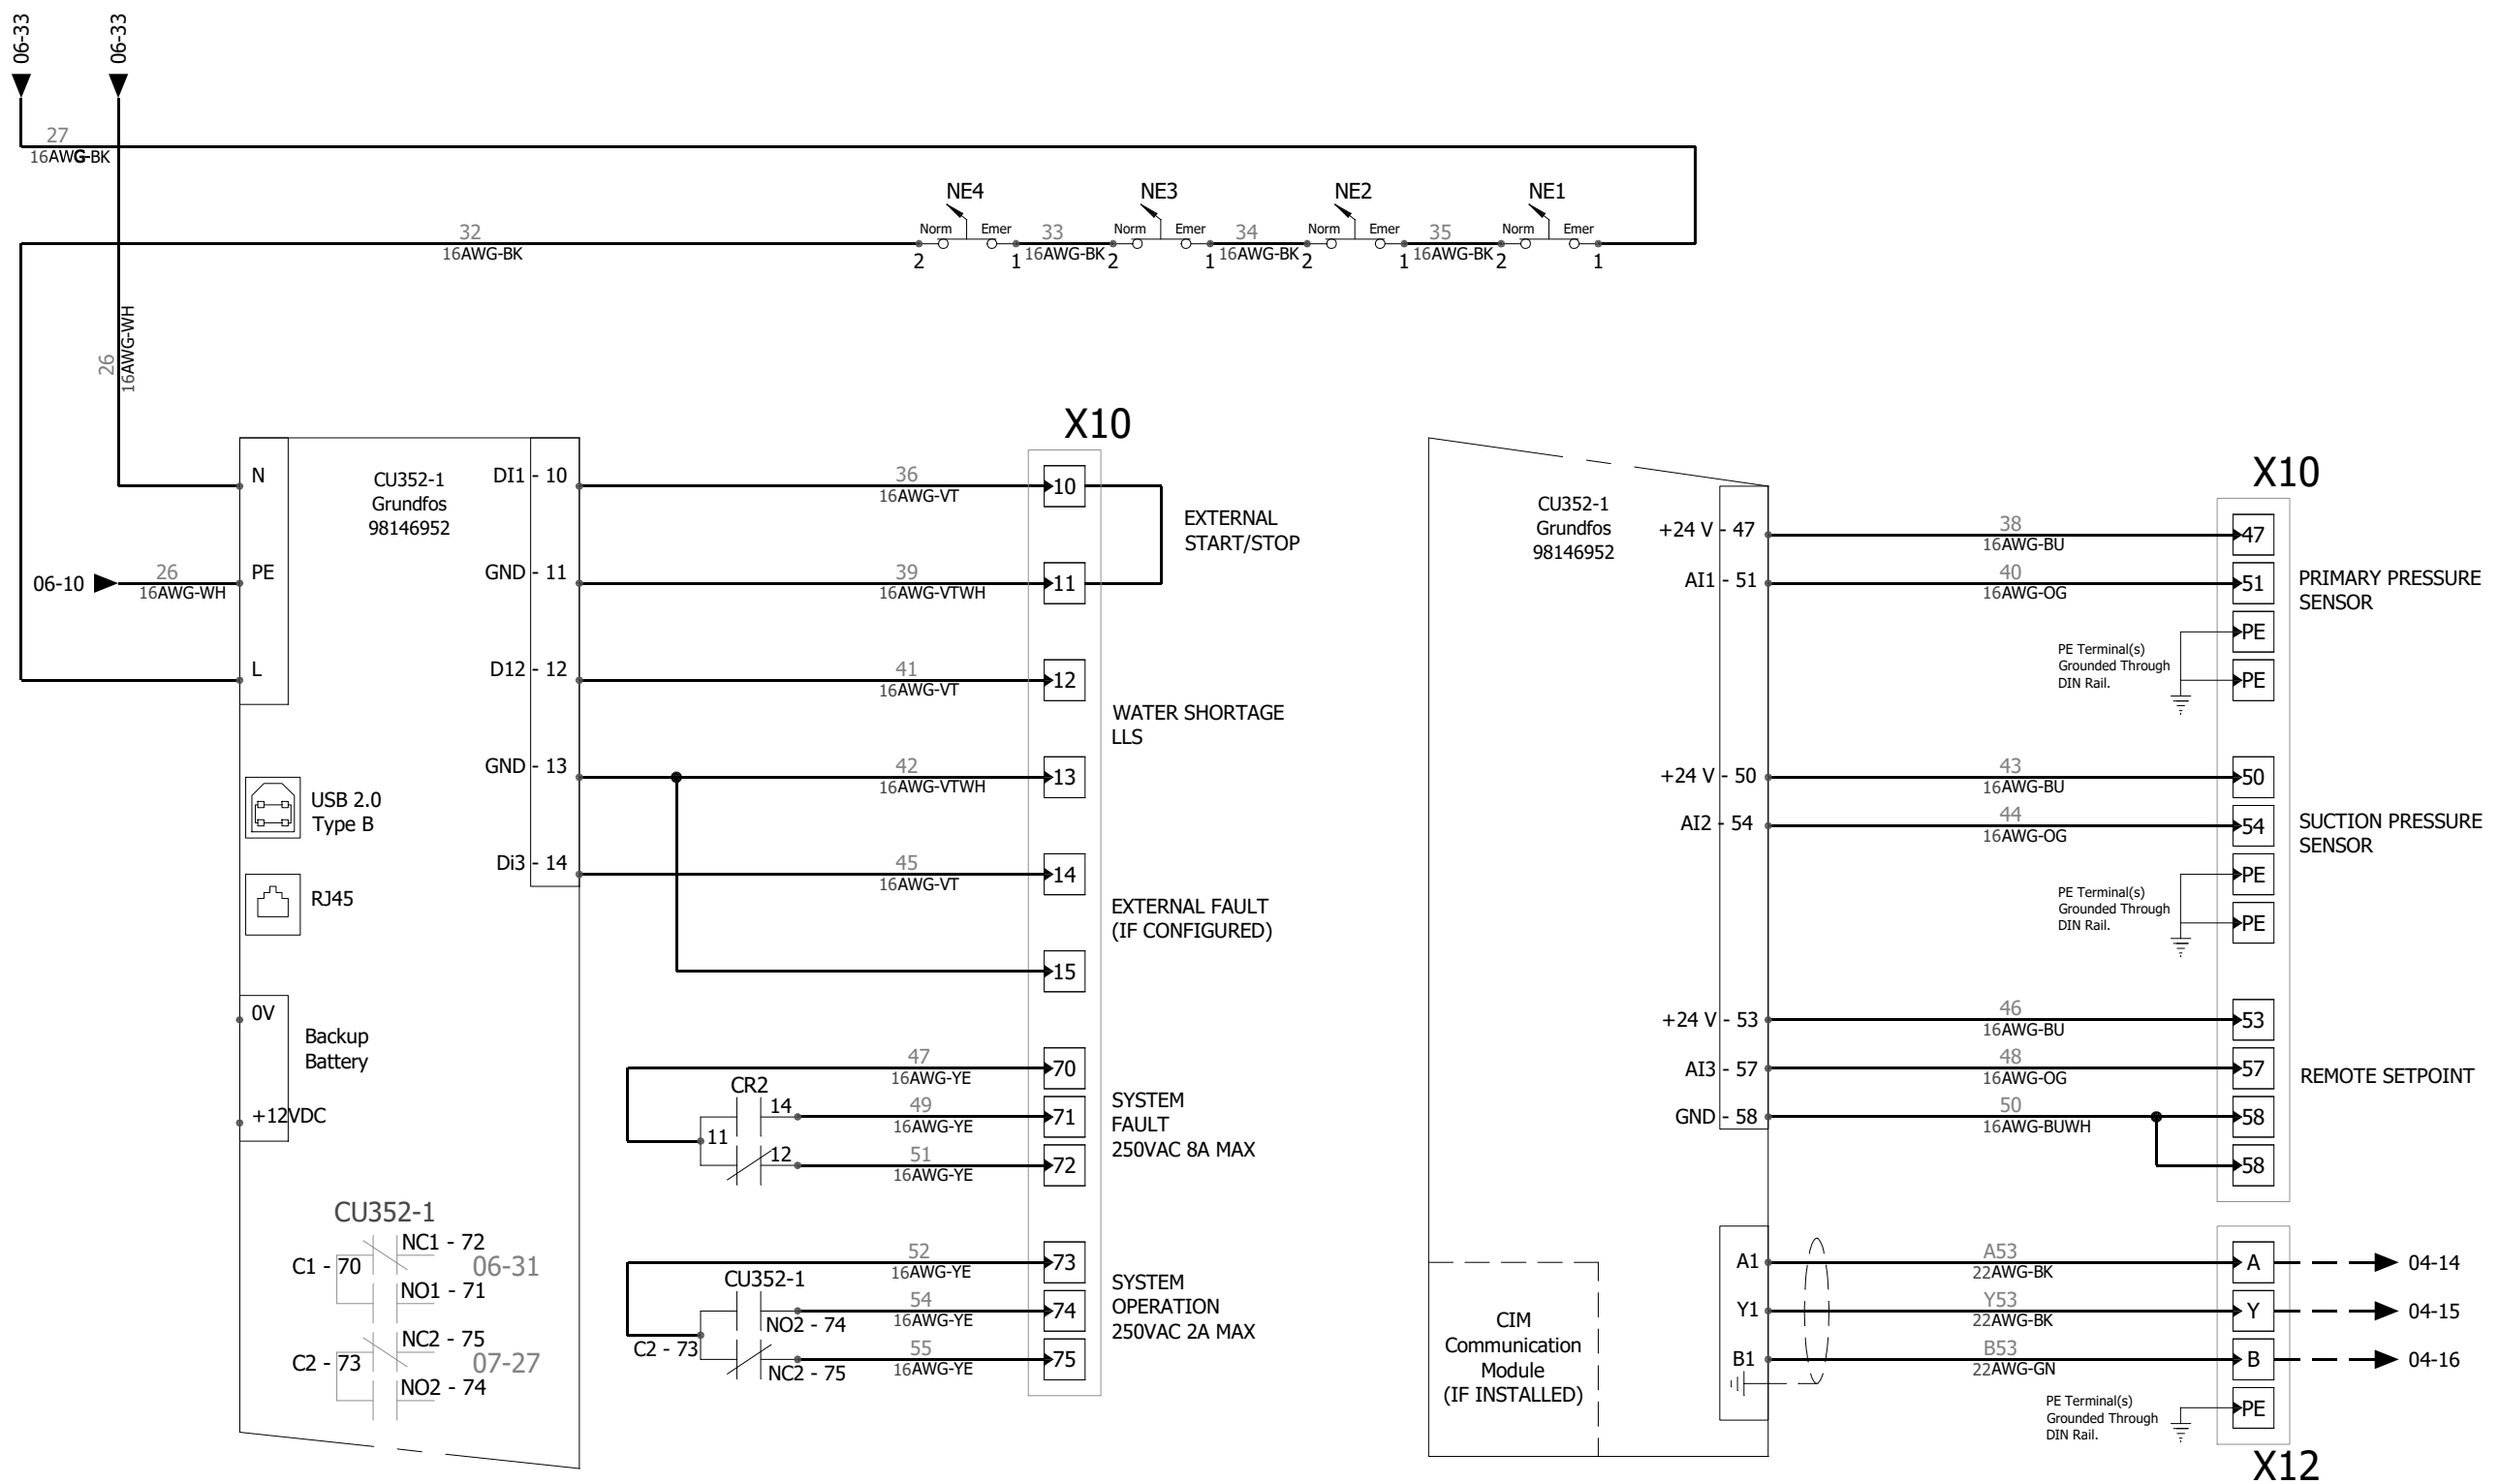 06-33
06-33
27
16AWG-BK
NE4
NE3
NE2
NE1
Norm Emer
Norm Emer
Norm Emer
Norm Emer
32
16AWG-BK
33
16AWG-BK
34
16AWG-BK
35
16AWG-BK
2 1
2 1
2 1
2 1
26
16AWG-WH
N
PE
L
06-10
26
16AWG-WH
CU352-1
Grundfos
98146952
USB 2.0
Type B
RJ45
0V
Backup
Battery
+12VDC
CU352-1
C1 - 70
NC1 - 72
06-31
NO1 - 71
C2 - 73
NC2 - 75
07-27
NO2 - 74
X10
DI1 - 10
36
16AWG-VT
10
EXTERNAL
START/STOP
GND - 11
39
16AWG-VTWH
11
D12 - 12
41
16AWG-VT
12
WATER SHORTAGE
LLS
GND - 13
42
16AWG-VTWH
13
Di3 - 14
45
16AWG-VT
14
EXTERNAL FAULT
(IF CONFIGURED)
15
47
16AWG-YE
70
CR2
11
14
49
16AWG-YE
71
12
51
16AWG-YE
72
SYSTEM
FAULT
250VAC 8A MAX
52
16AWG-YE
73
CU352-1
C2 - 73
NO2 - 74
54
16AWG-YE
74
NC2 - 75
55
16AWG-YE
75
SYSTEM
OPERATION
250VAC 2A MAX
CU352-1
Grundfos
98146952
X10
+24 V - 47
38
16AWG-BU
47
AI1 - 51
40
16AWG-OG
51
PRIMARY PRESSURE
SENSOR
PE
PE
PE Terminal(s)
Grounded Through
DIN Rail.
+24 V - 50
43
16AWG-BU
50
AI2 - 54
44
16AWG-OG
54
SUCTION PRESSURE
SENSOR
PE
PE
PE Terminal(s)
Grounded Through
DIN Rail.
+24 V - 53
46
16AWG-BU
53
AI3 - 57
48
16AWG-OG
57
REMOTE SETPOINT
GND - 58
50
16AWG-BUWH
58
58
CIM
Communication
Module
(IF INSTALLED)
A1
A53
22AWG-BK
A
04-14
Y1
Y53
22AWG-BK
Y
04-15
B1
B53
22AWG-GN
B
04-16
PE Terminal(s)
Grounded Through
DIN Rail.
PE
X12